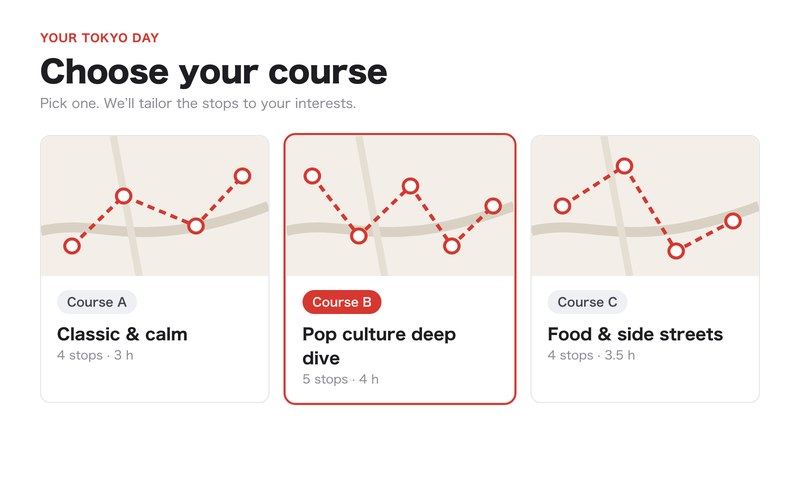 YOUR TOKYO DAY
Choose your course
Pick one. We'll tailor the stops to your interests.
Course A
Classic & calm
4 stops · 3 h
Course B
Pop culture deep
dive
5 stops · 4 h
Course C
Food & side streets
4 stops · 3.5 h